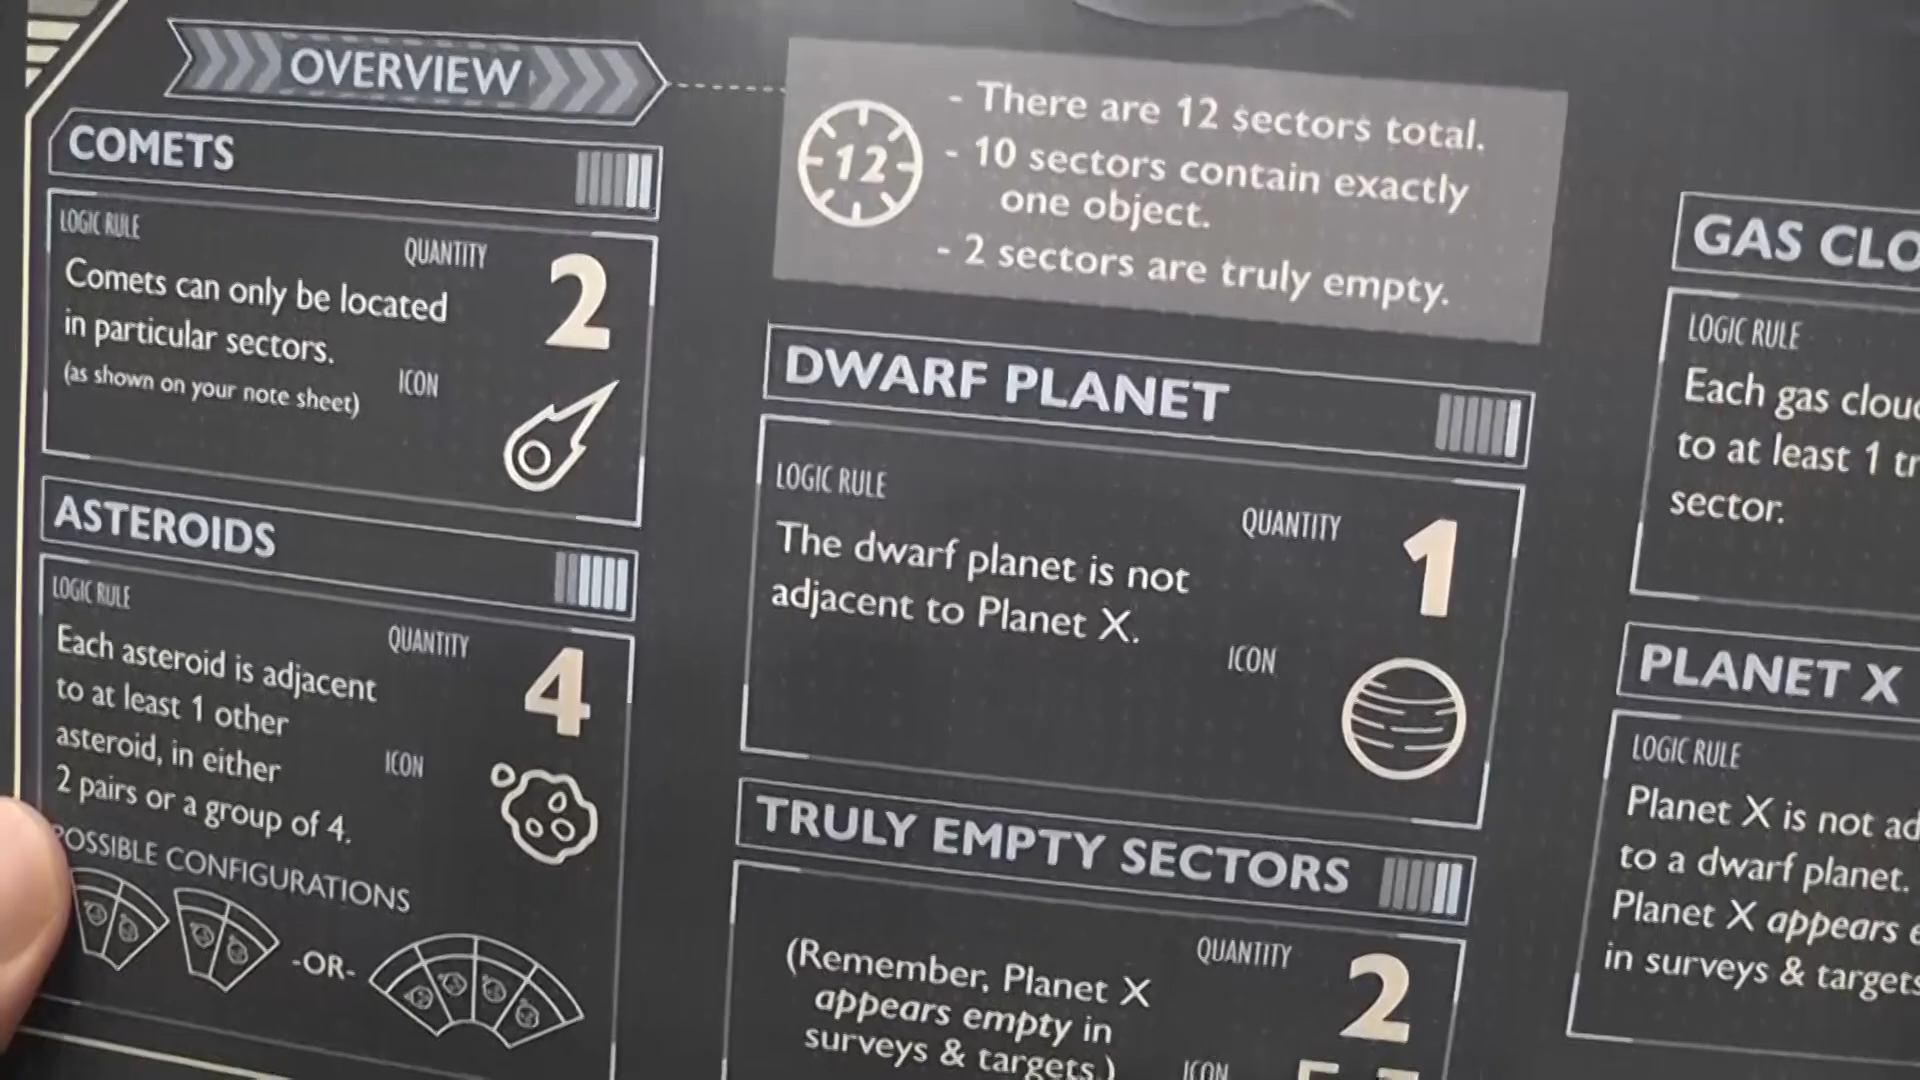 OVERVIEW
COMETS
LOGIC RULE
QUANTITY
2
Comets can only be located
in particular sectors.
(as shown on your note sheet)
ICON
ASTEROIDS
LOGIC RULE
QUANTITY
4
Each asteroid is adjacent
to at least 1 other
asteroid, in either
2 pairs or a group of 4.
ICON
POSSIBLE CONFIGURATIONS
-OR-
12
- There are 12 sectors total.
- 10 sectors contain exactly
one object.
- 2 sectors are truly empty.
DWARF PLANET
LOGIC RULE
QUANTITY
1
The dwarf planet is not
adjacent to Planet X.
ICON
TRULY EMPTY SECTORS
QUANTITY
2
(Remember, Planet X
appears empty in
surveys & targets.)
ICON
GAS
LOGIC RULE
Each gas
to at least 1
sector.
PLANET X
LOGIC RULE
Planet X is not
to a dwarf planet.
Planet X appears
in surveys & targets